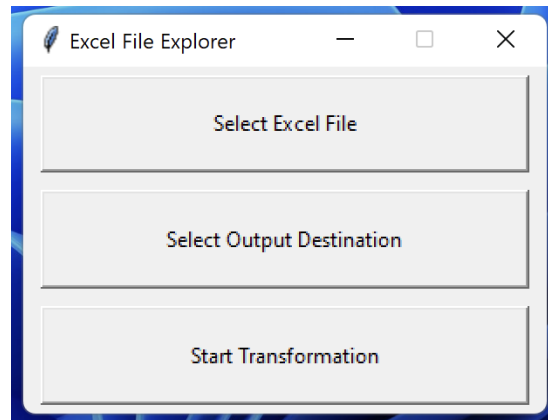 Excel File Explorer
Select Excel File
Select Output Destination
Start Transformation